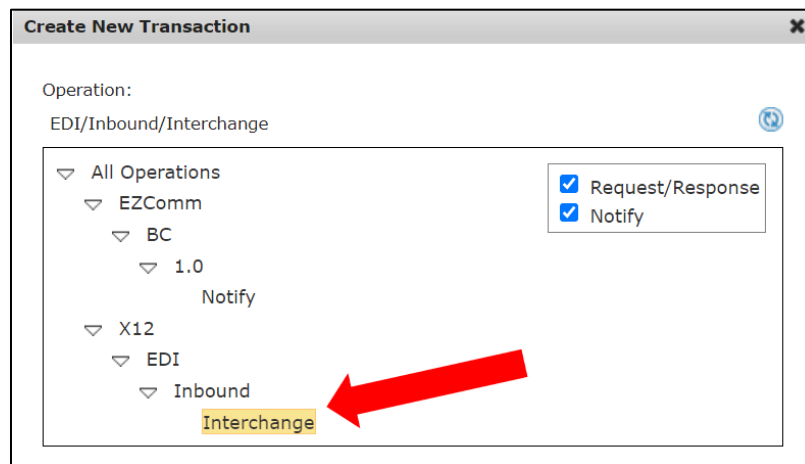 Create New Transaction
Operation:
EDI/Inbound/Interchange
All Operations
Request/Response
EZComm
Notify
BC
1.0
Notify
X12
EDI
Inbound
Interchange